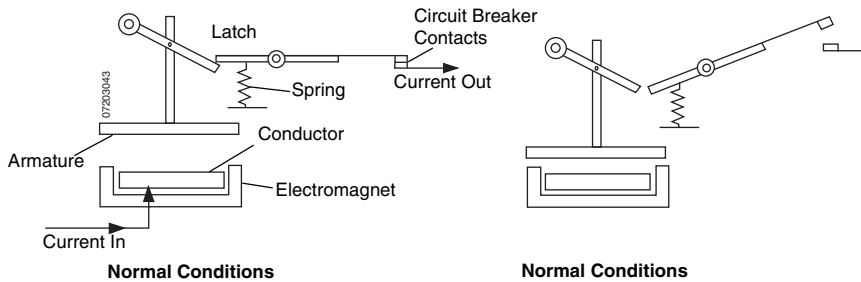 Latch
Circuit Breaker
Contacts
Current Out
07203043
Spring
Conductor
Armature
Electromagnet
Current In
Normal Conditions
Normal Conditions